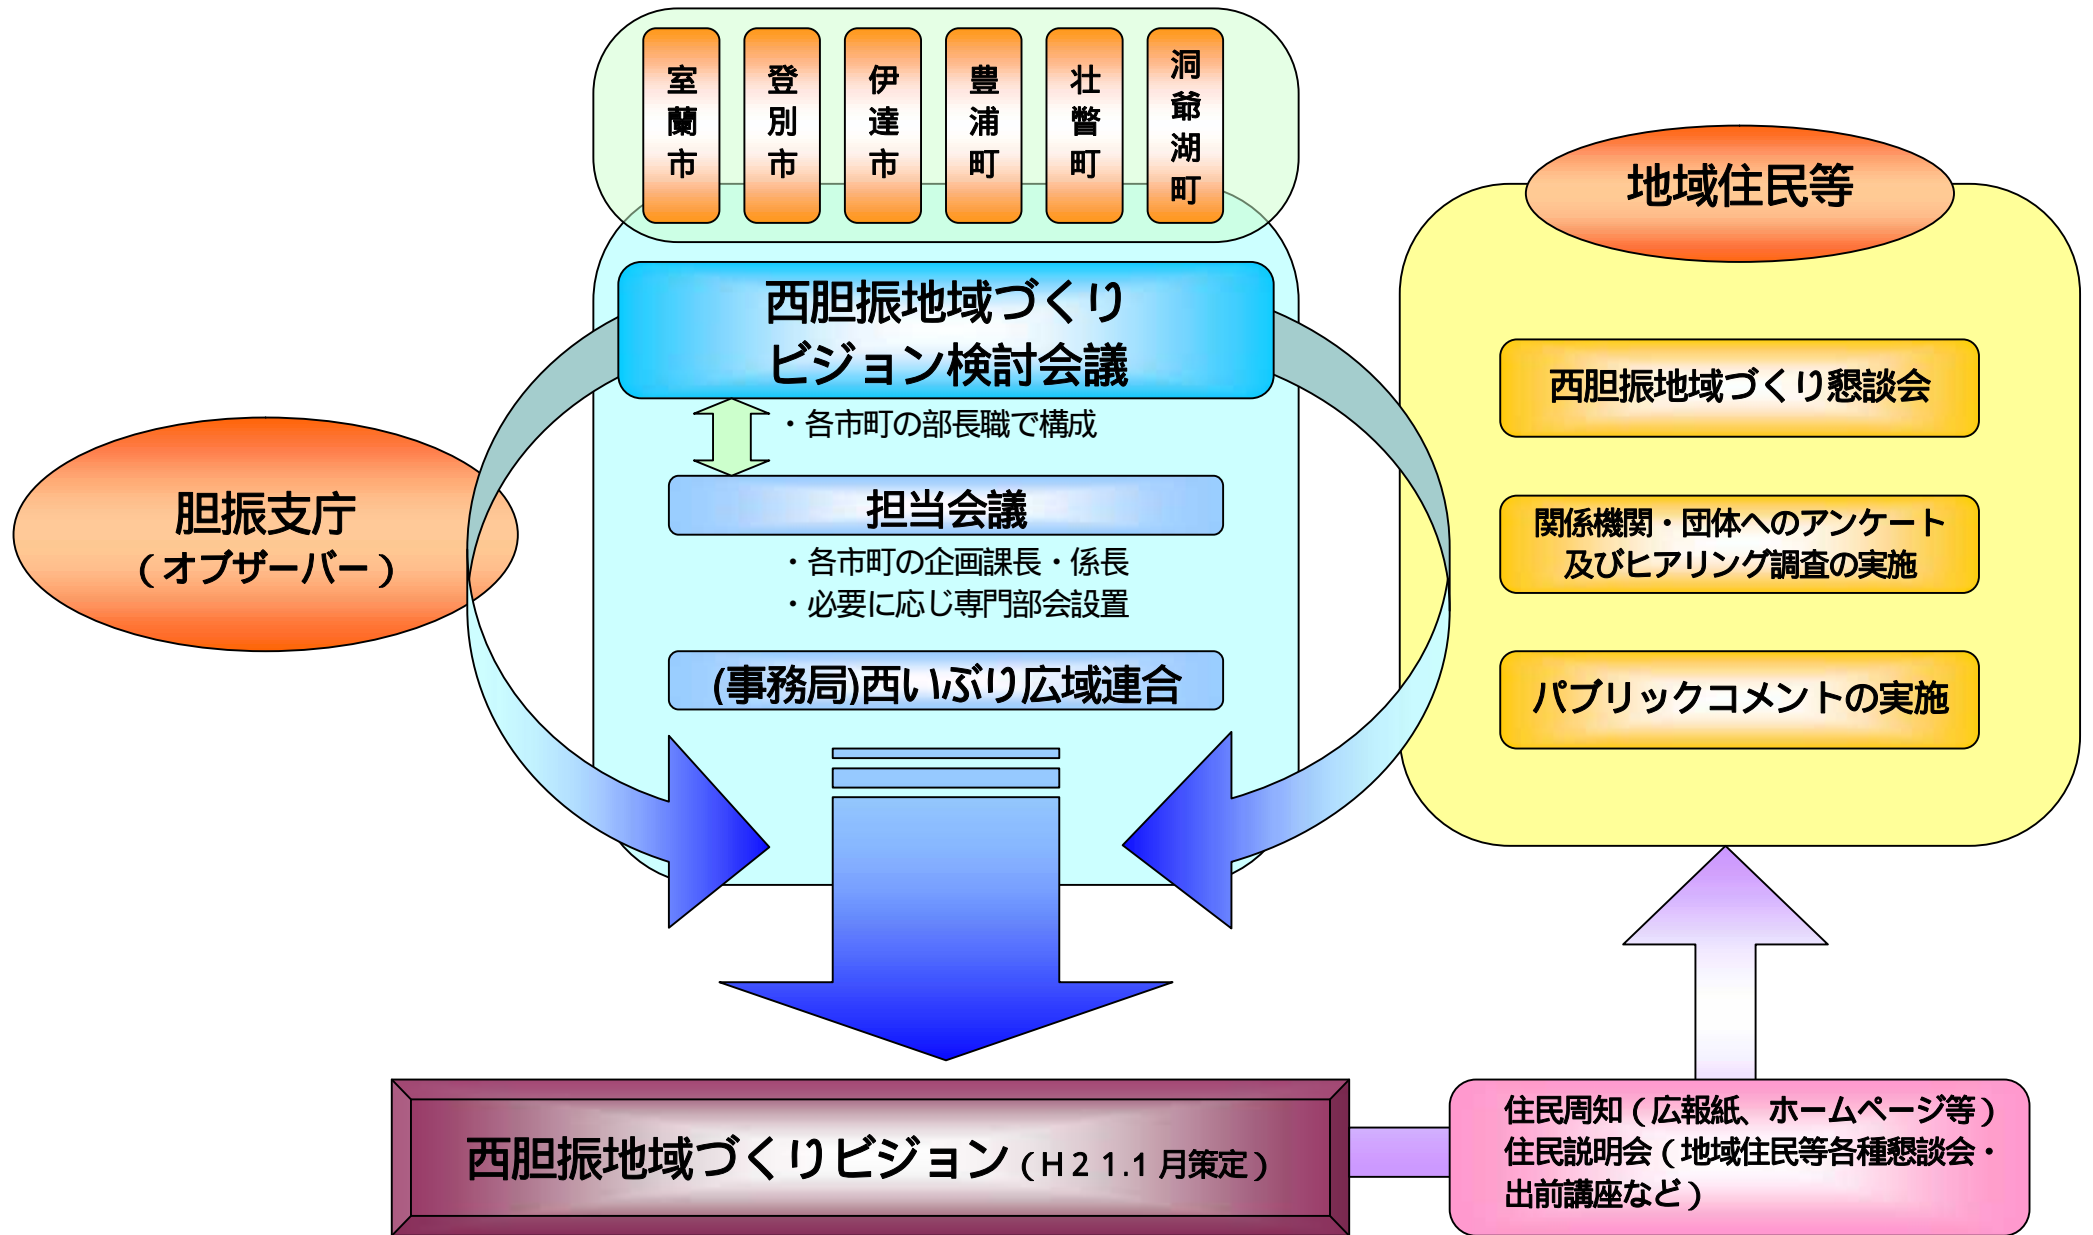 室蘭市
登別市
伊達市
豊浦町
壮瞥町
洞爺湖町
西胆振地域づくり
ビジョン検討会議
・各市町の部長職で構成
担当会議
・各市町の企画課長・係長
・必要に応じ専門部会設置
(事務局)西いぶり広域連合
胆振支庁
（オブザーバー）
地域住民等
西胆振地域づくり懇談会
関係機関・団体へのアンケート
及びヒアリング調査の実施
パブリックコメントの実施
西胆振地域づくりビジョン（Ｈ２１.１月策定）
住民周知（広報紙、ホームページ等）
住民説明会（地域住民等各種懇談会・
出前講座など）